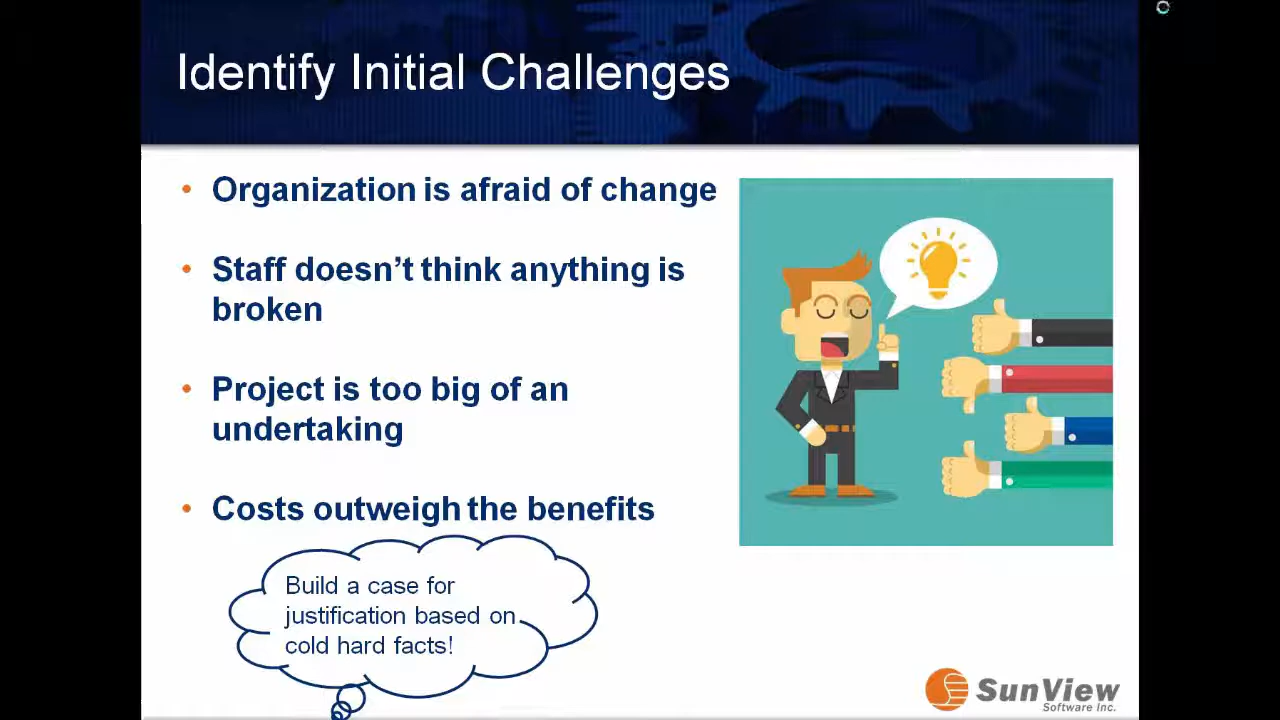 Identify Initial Challenges
• Organization is afraid of change
• Staff doesn’t think anything is
broken
• Project is too big of an
undertaking
• Costs outweigh the benefits
Build a case for
justification based on
cold hard facts!
SunView
Software Inc.